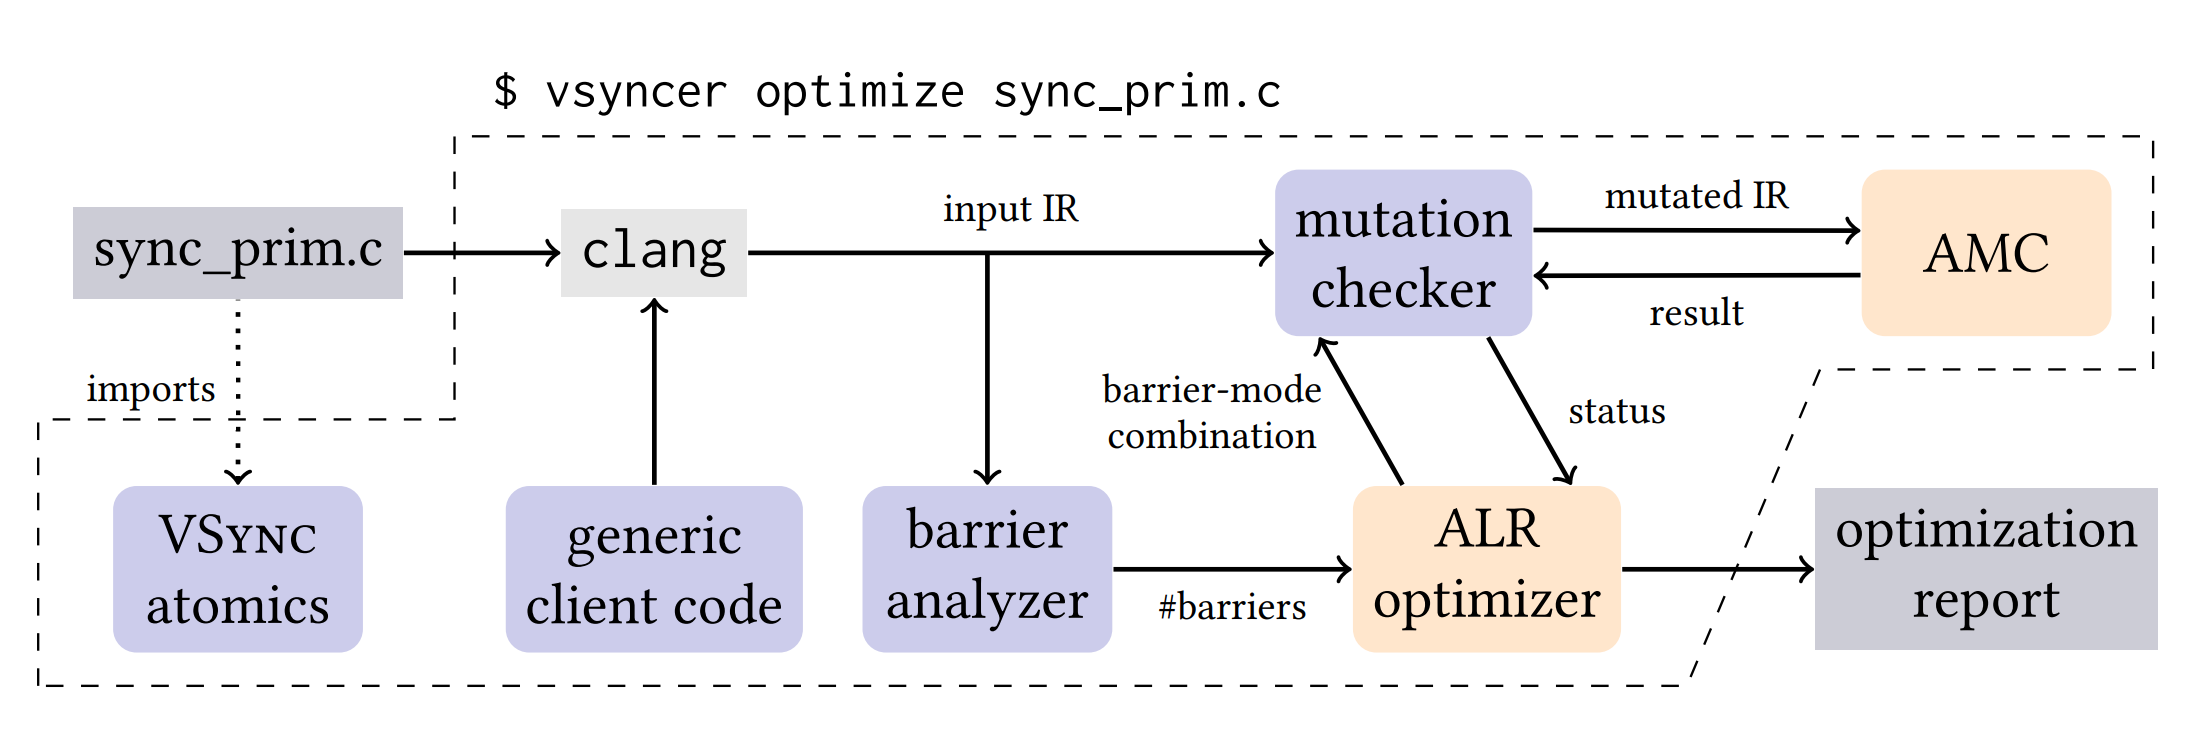 $ vsyncer optimize sync_prim.c
sync_prim.c
clang
input IR
mutation
checker
mutated IR
result
AMC
imports
barrier-mode
combination
status
VSYNC
atomics
generic
client code
barrier
analyzer
#barriers
ALR
optimizer
optimization
report